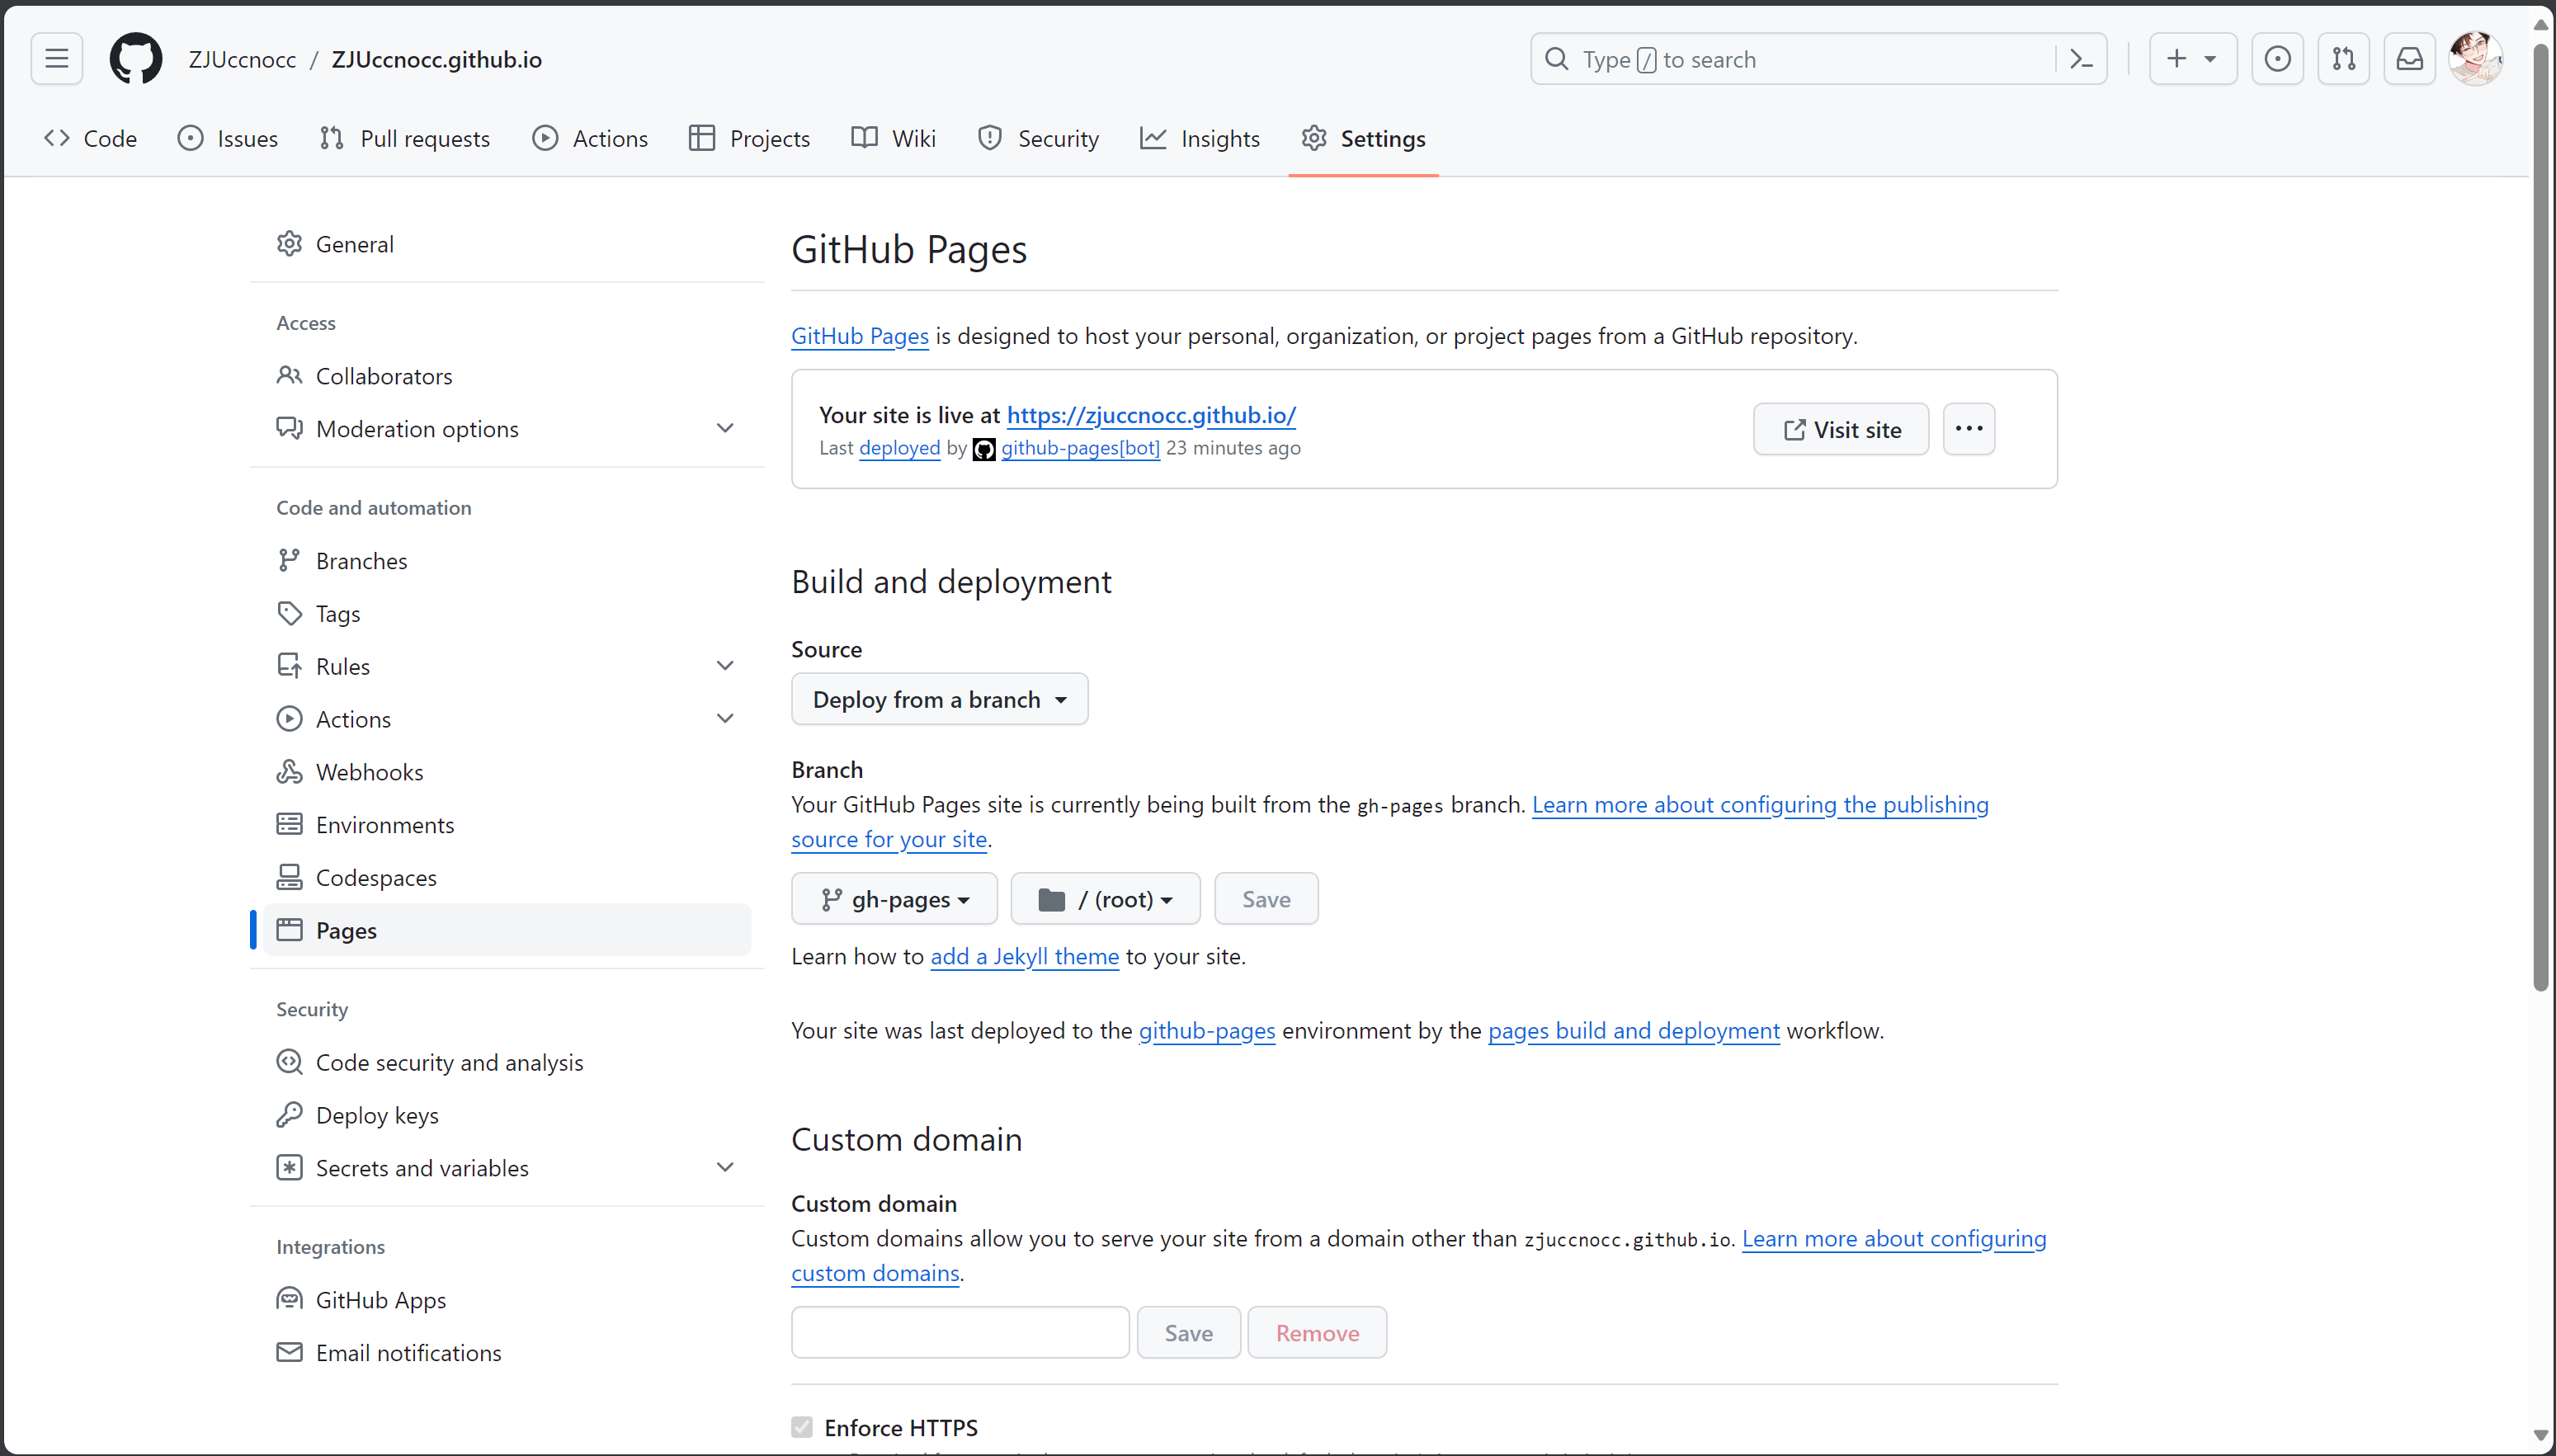 ZJUccnocc / ZJUccnocc.github.io
Type / to search
Code Issues Pull requests Actions Projects Wiki Security Insights Settings
General
Access
Collaborators
Moderation options
Code and automation
Branches
Tags
Rules
Actions
Webhooks
Environments
Codespaces
Pages
Security
Code security and analysis
Deploy keys
Secrets and variables
Integrations
GitHub Apps
Email notifications
GitHub Pages
GitHub Pages is designed to host your personal, organization, or project pages from a GitHub repository.
Your site is live at https://zjuccnocc.github.io/
Last deployed by github-pages[bot] 23 minutes ago
Visit site
Build and deployment
Source
Deploy from a branch
Branch
Your GitHub Pages site is currently being built from the gh-pages branch. Learn more about configuring the publishing
source for your site.
gh-pages / (root) Save
Learn how to add a Jekyll theme to your site.
Your site was last deployed to the github-pages environment by the pages build and deployment workflow.
Custom domain
Custom domain
Custom domains allow you to serve your site from a domain other than zjuccnocc.github.io. Learn more about configuring
custom domains.
Save Remove
Enforce HTTPS